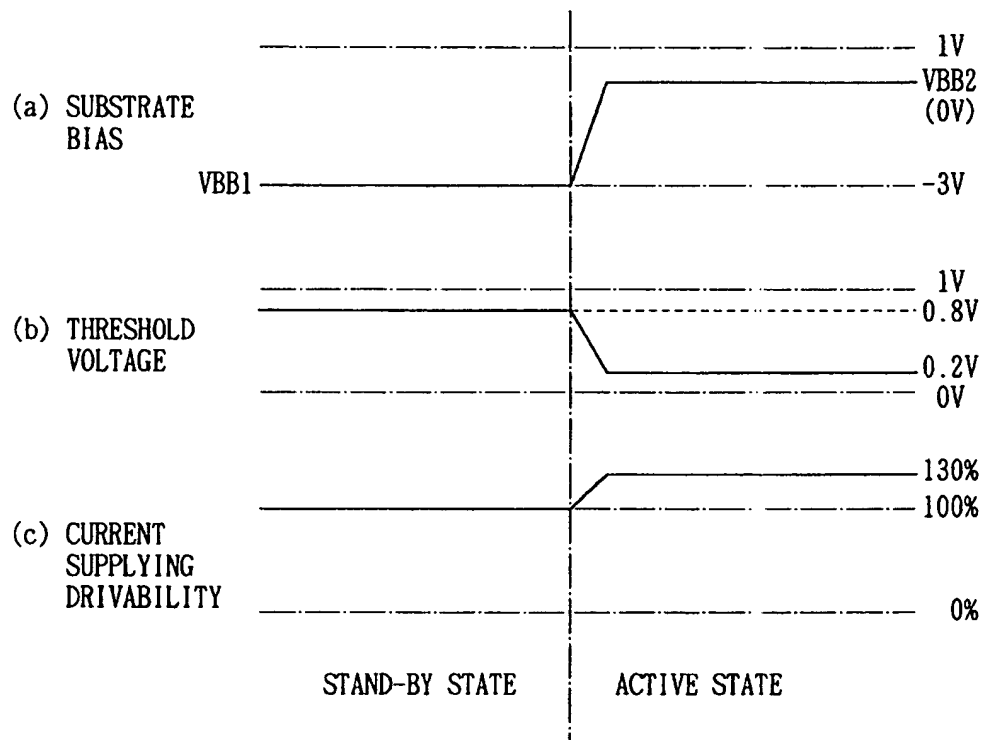 1V
VBB2
(0V)
(a) SUBSTRATE
BIAS
VBB1
-3V
1V
0.8V
(b) THRESHOLD
VOLTAGE
0.2V
0V
130%
100%
(c) CURRENT
SUPPLYING
DRIVABILITY
0%
STAND-BY STATE
ACTIVE STATE